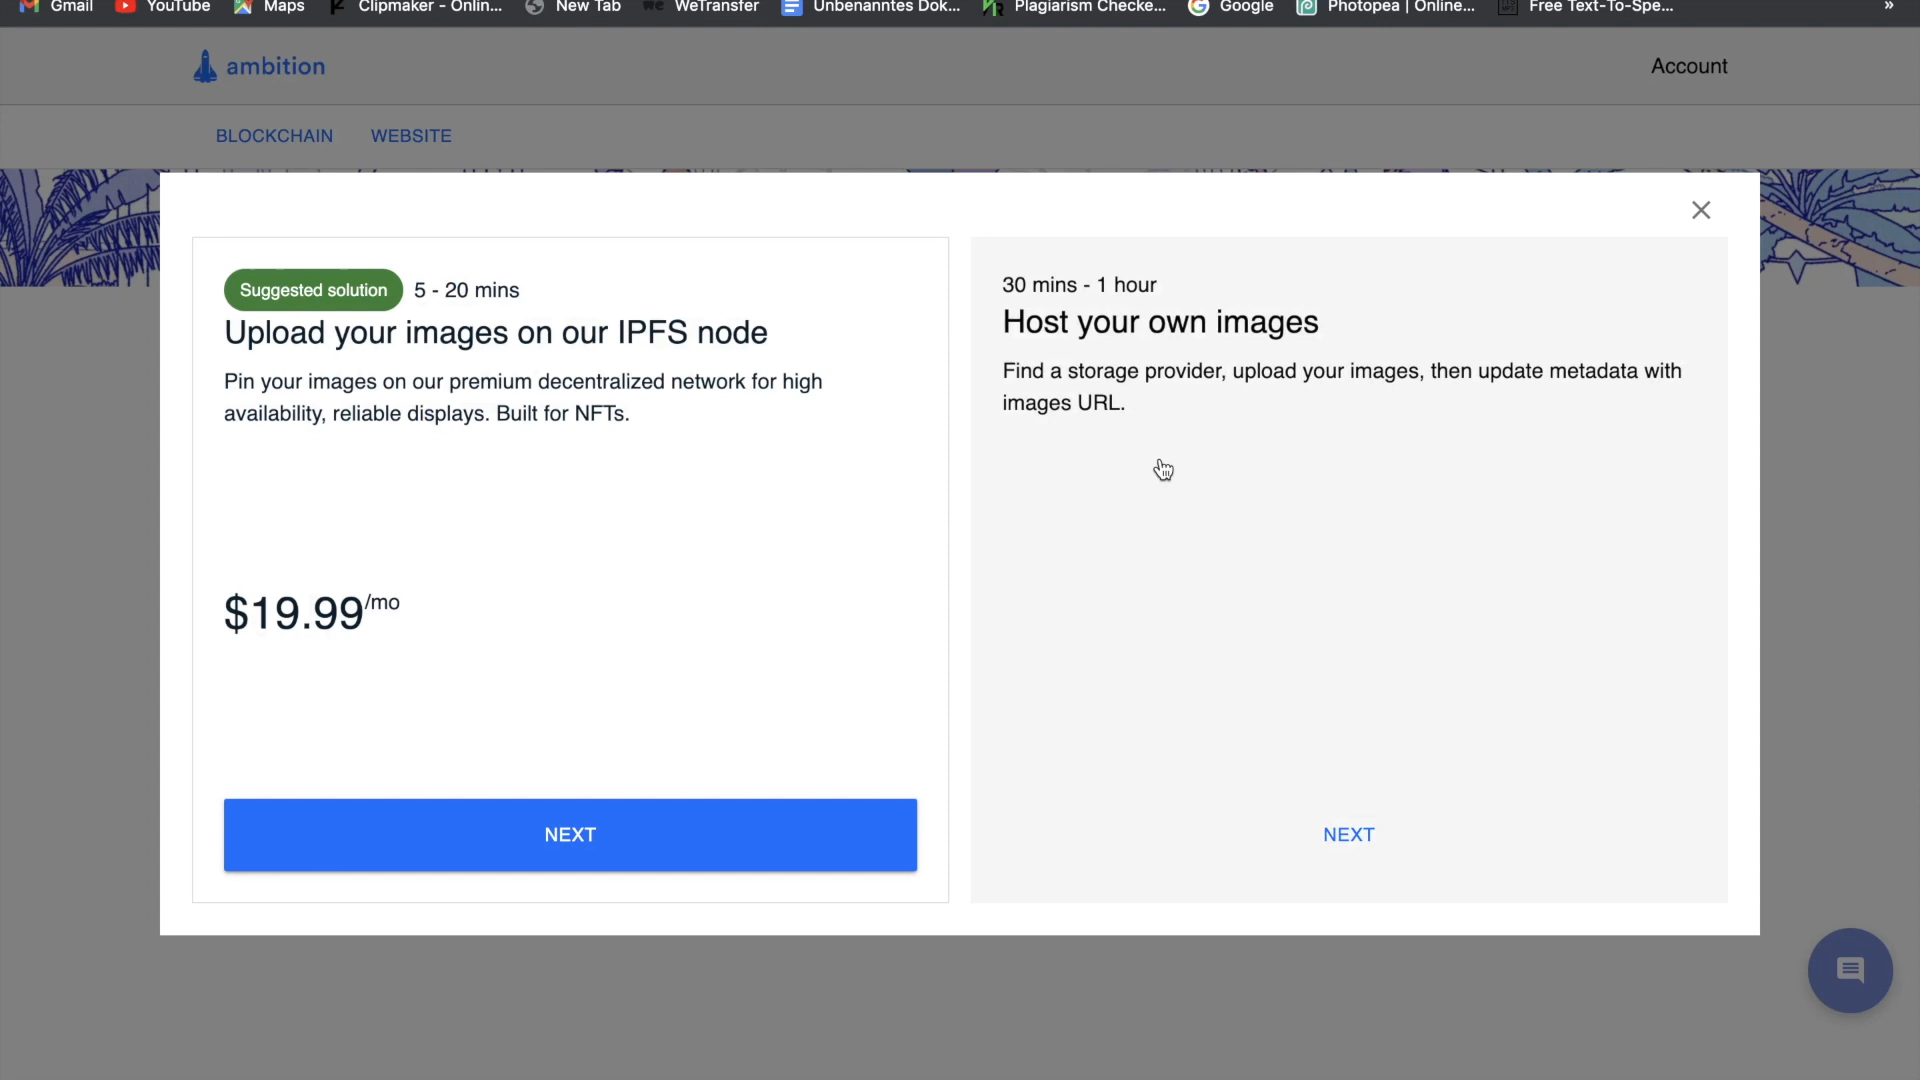 Gmail YouTube Maps Clipmaker - Onlin... New Tab WeTransfer Unbenanntes Dok... Plagiarism Checke... Google Photopea | Online... Free Text-To-Spe... »
ambition
Account
BLOCKCHAIN WEBSITE
Suggested solution 5 - 20 mins
Upload your images on our IPFS node
Pin your images on our premium decentralized network for high
availability, reliable displays. Built for NFTs.
$19.99/mo
NEXT
30 mins - 1 hour
Host your own images
Find a storage provider, upload your images, then update metadata with
images URL.
NEXT